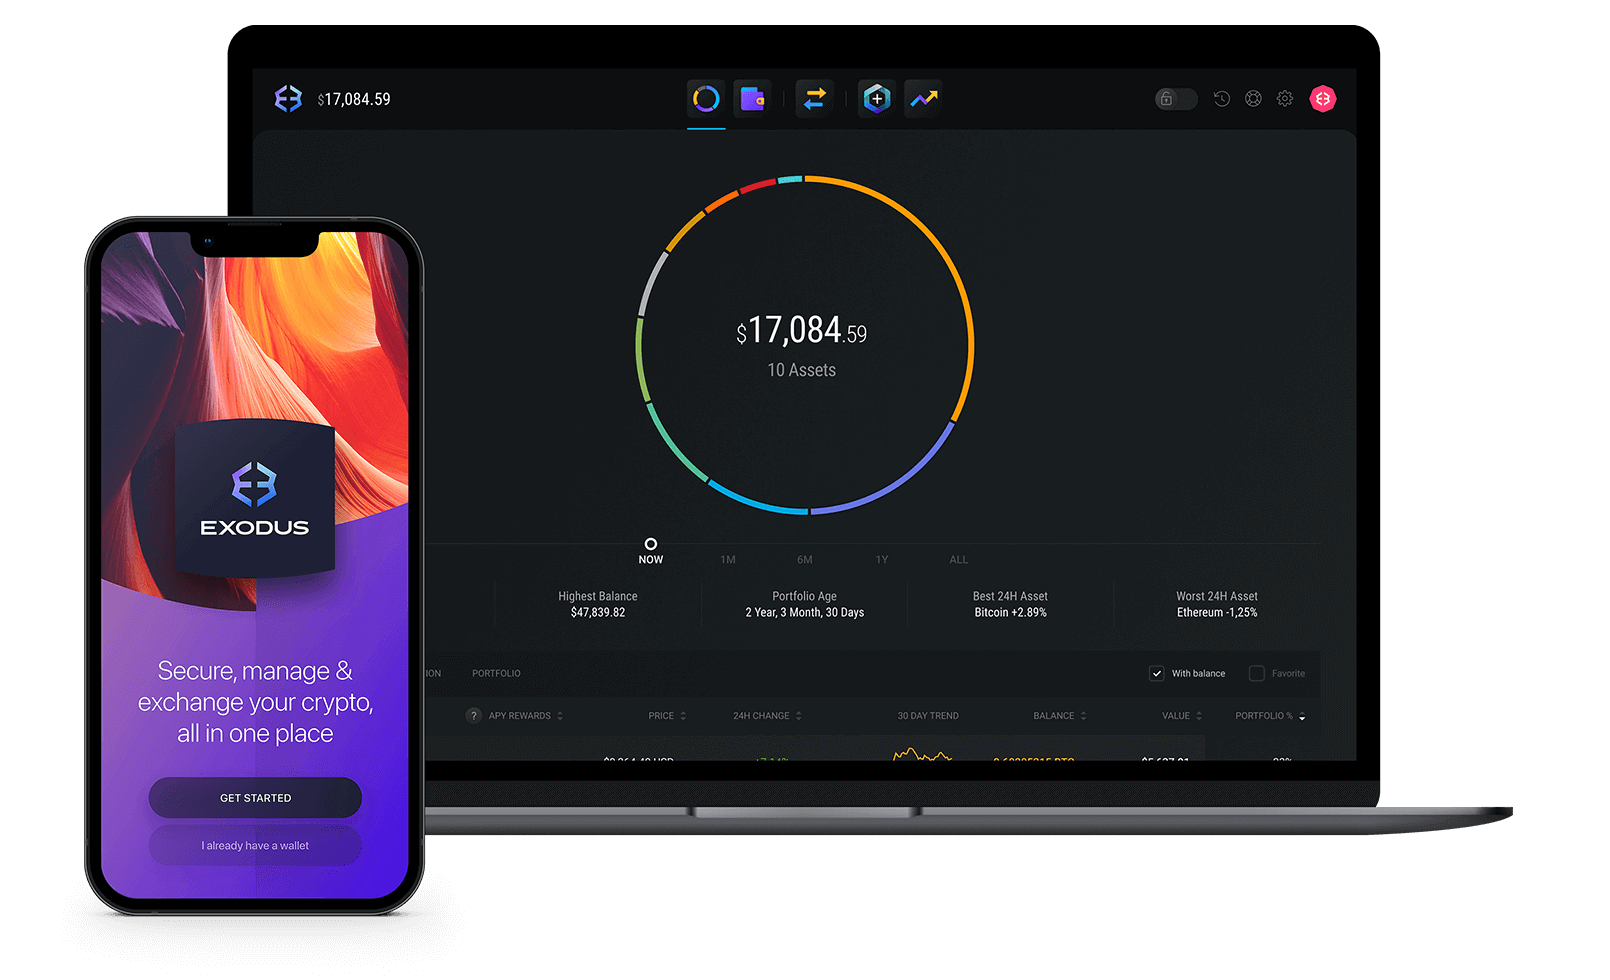 $17,084.59
$17,084.59
10 Assets
NOW
1M
6M
1Y
ALL
Highest Balance
$47,839.82
Portfolio Age
2 Year, 3 Month, 30 Days
Best 24H Asset
Bitcoin +2.89%
Worst 24H Asset
Ethereum -1,25%
ION
PORTFOLIO
With balance
Favorite
? APY REWARDS
PRICE
24H CHANGE
30 DAY TREND
BALANCE
VALUE
PORTFOLIO %
EXODUS
Secure, manage &
exchange your crypto,
all in one place
GET STARTED
I already have a wallet